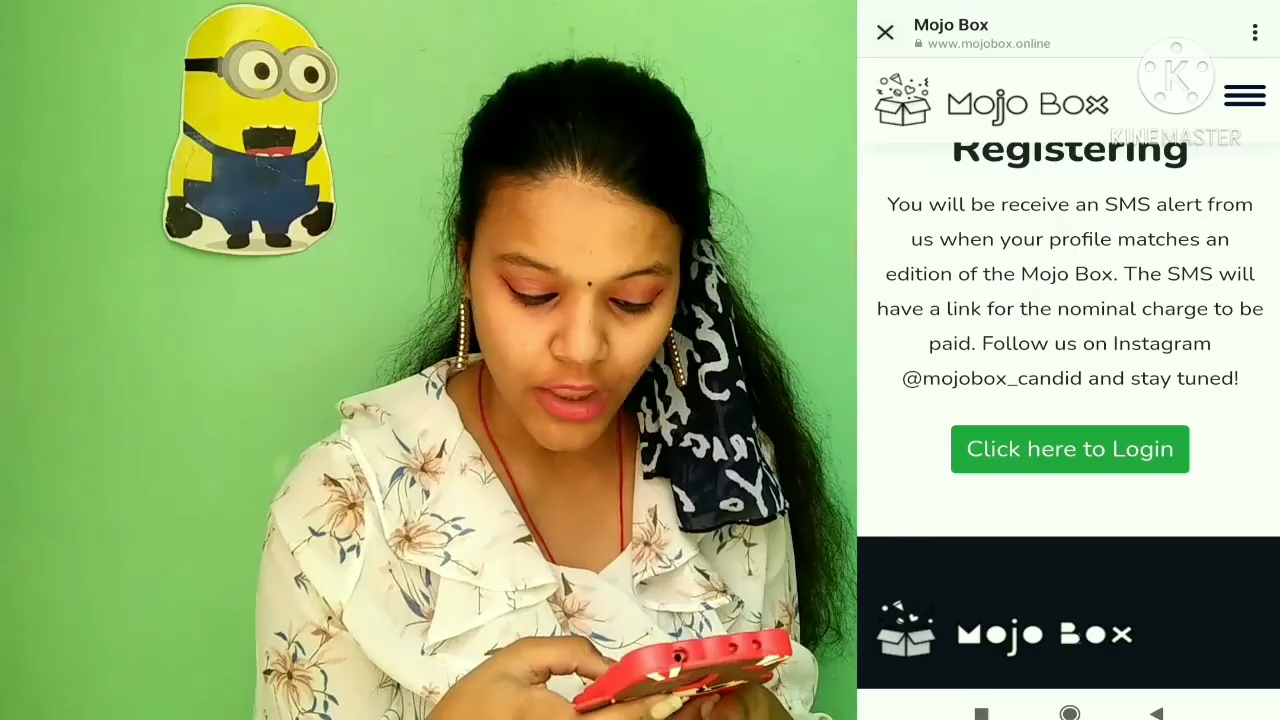 Mojo Box
www.mojobox.online
Mojo Box
K
KINEMASTER
Registering
You will be receive an SMS alert from
us when your profile matches an
edition of the Mojo Box. The SMS will
have a link for the nominal charge to be
paid. Follow us on Instagram
@mojobox_candid and stay tuned!
Click here to Login
Mojo Box